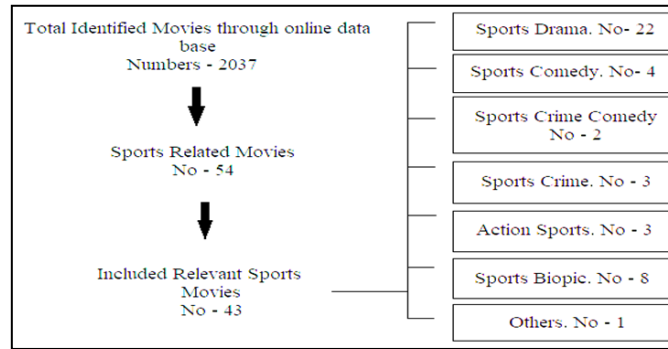 Total Identified Movies through online data
base
Numbers - 2037
Sports Related Movies
No - 54
Included Relevant Sports
Movies
No - 43
Sports Drama. No- 22
Sports Comedy. No- 4
Sports Crime Comedy
No - 2
Sports Crime. No - 3
Action Sports. No - 3
Sports Biopic. No - 8
Others. No - 1